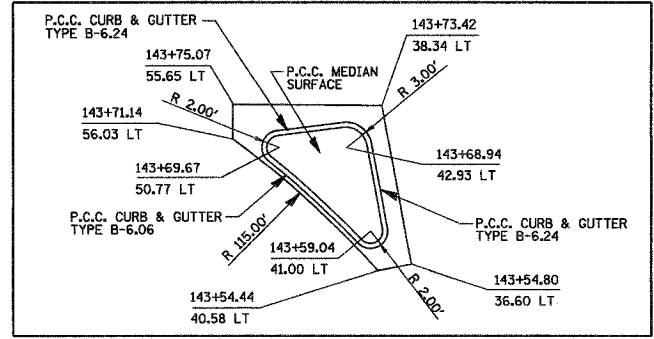 P.C.C. CURB & GUTTER
TYPE B-6.24
143+73.42
38.34 LT
143+75.07
55.65 LT
P.C.C. MEDIAN
SURFACE
R 3.00'
R 2.00'
143+71.14
56.03 LT
143+69.67
50.77 LT
143+68.94
42.93 LT
P.C.C. CURB & GUTTER
TYPE B-6.06
P.C.C. CURB & GUTTER
TYPE B-6.24
R 115.00'
143+59.04
41.00 LT
R 2.00'
143+54.44
40.58 LT
143+54.80
36.60 LT